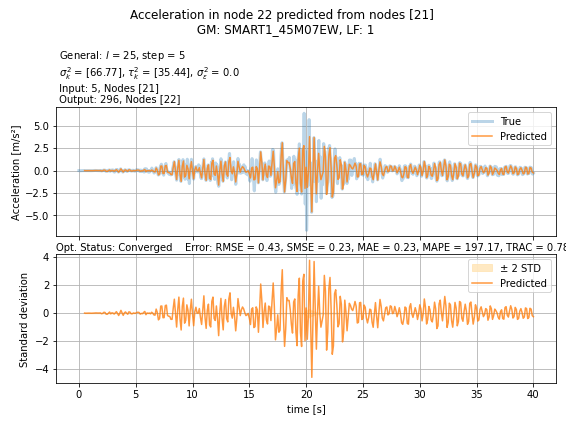 Acceleration in node 22 predicted from nodes [21]
GM: SMART1_45M07EW, LF: 1
General: l = 25, step = 5
σ²ₖ = [66.77], τ²ₖ = [35.44], σ²ε = 0.0
Input: 5, Nodes [21]
Output: 296, Nodes [22]
Acceleration [m/s²]
5.0
2.5
0.0
−2.5
−5.0
True
Predicted
Opt. Status: Converged    Error: RMSE = 0.43, SMSE = 0.23, MAE = 0.23, MAPE = 197.17, TRAC = 0.78
Standard deviation
4
2
0
−2
−4
± 2 STD
Predicted
0 5 10 15 20 25 30 35 40
time [s]